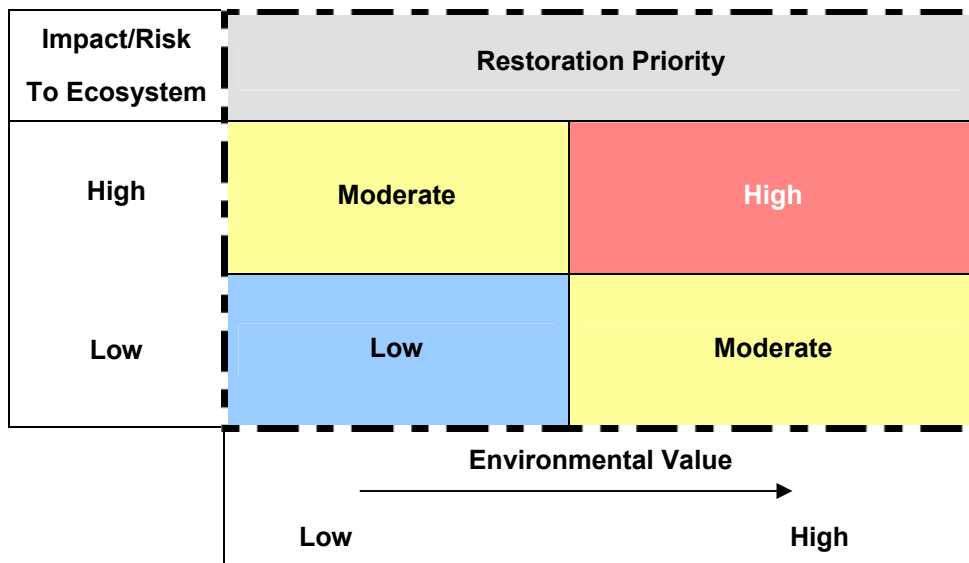 Impact/Risk
To Ecosystem
Restoration Priority
High
Moderate
High
Low
Low
Moderate
Environmental Value
Low
High